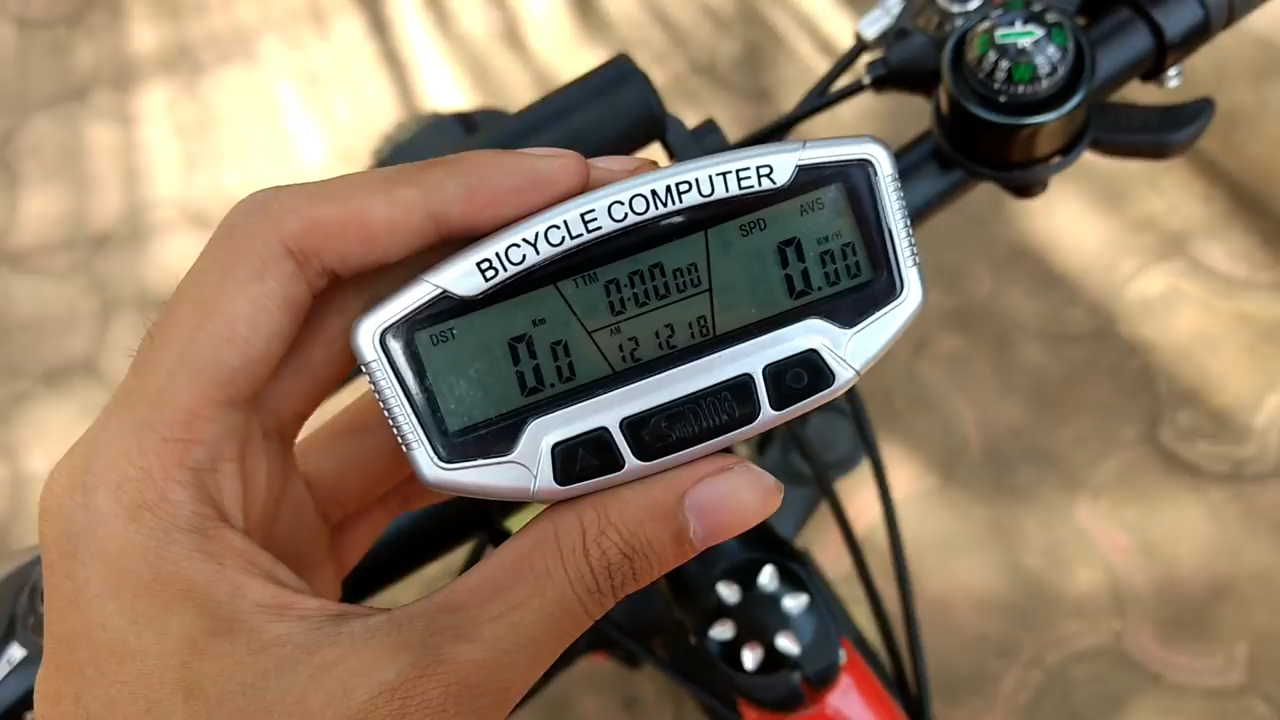 BICYCLE COMPUTER
DST
Km
0.0
TTM
0:00 00
AM
12 12 18
SPD
AVS
KM/H
0.00
SunDING